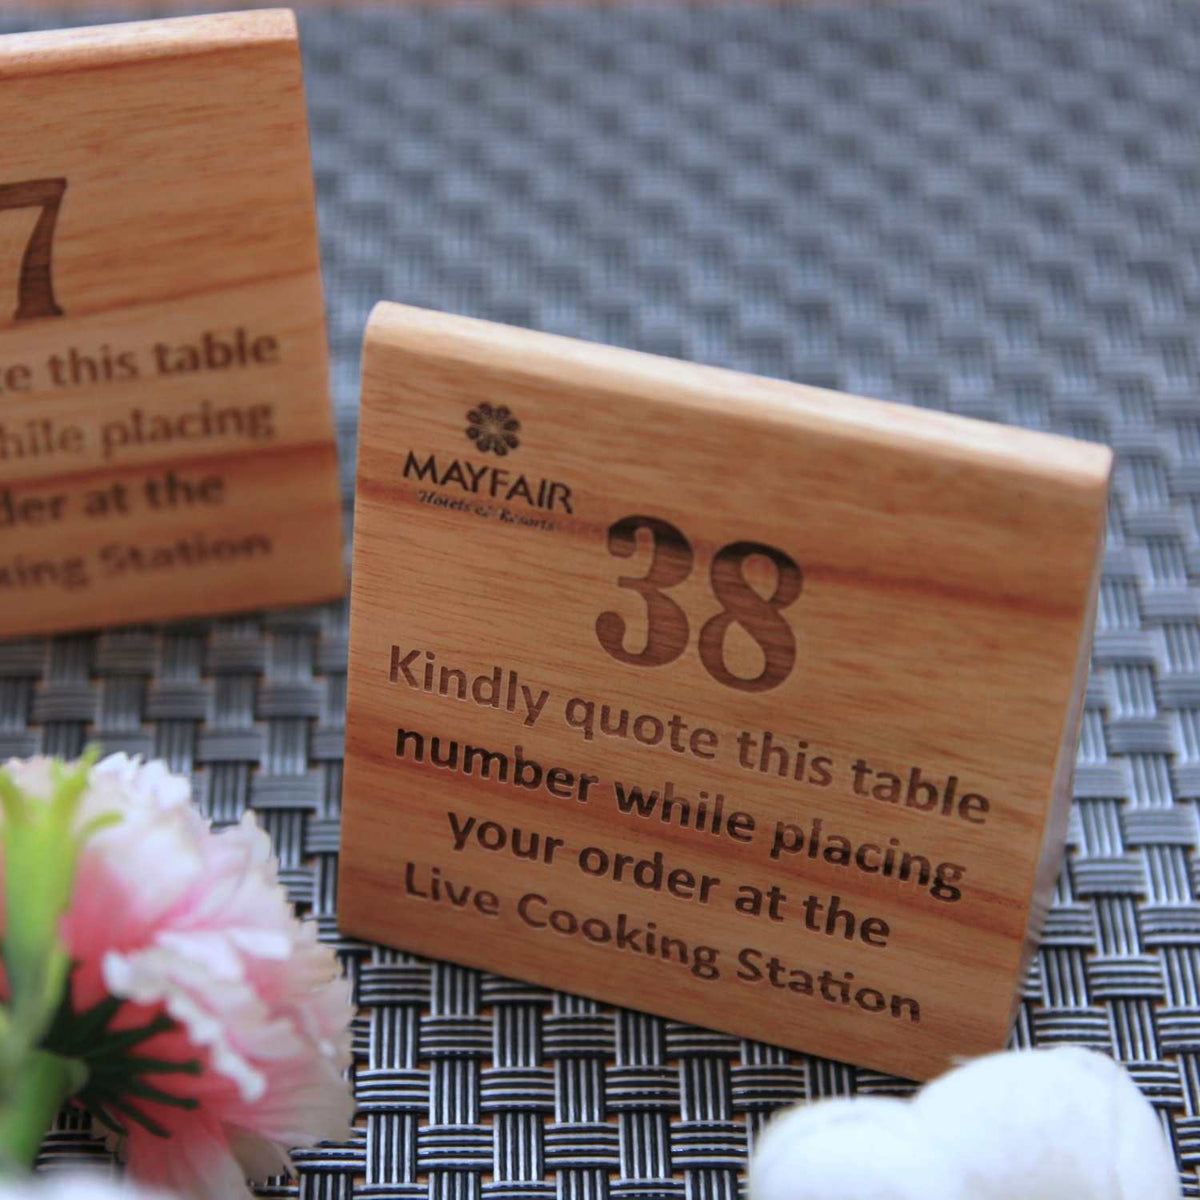 7
this table
placing
at the
Station
MAYFAIR
Hotels & Resorts
38
Kindly quote this table
number while placing
your order at the
Live Cooking Station